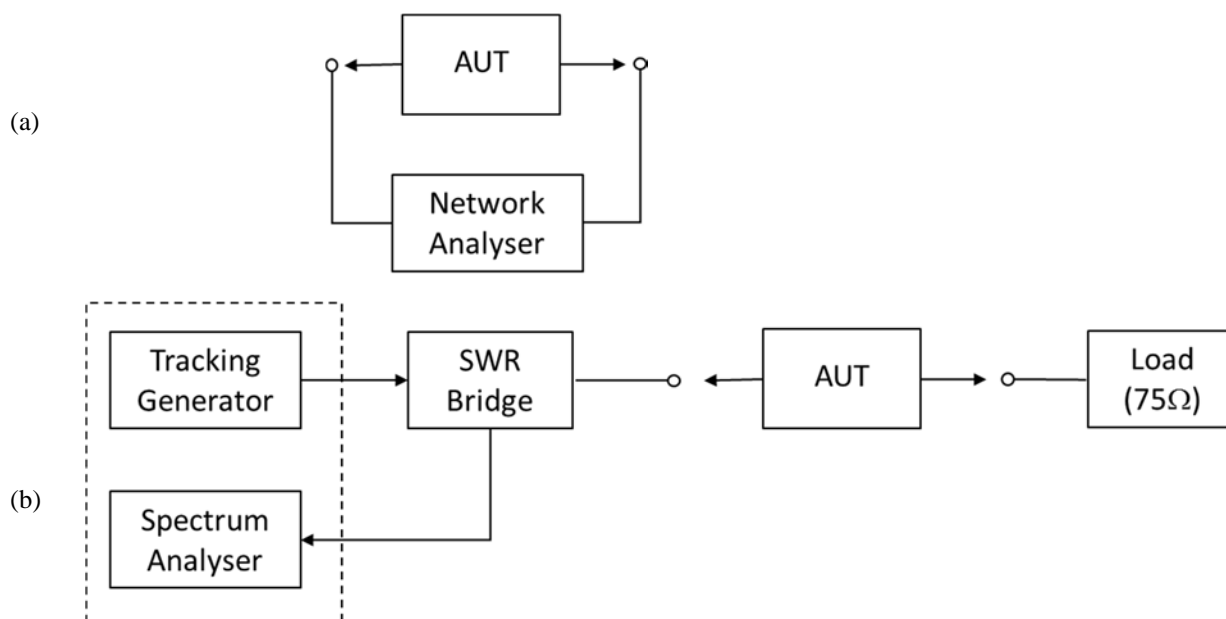 AUT
(a)
Network
Analyser
Tracking
Generator
SWR
Bridge
AUT
Load
(75Ω)
(b)
Spectrum
Analyser